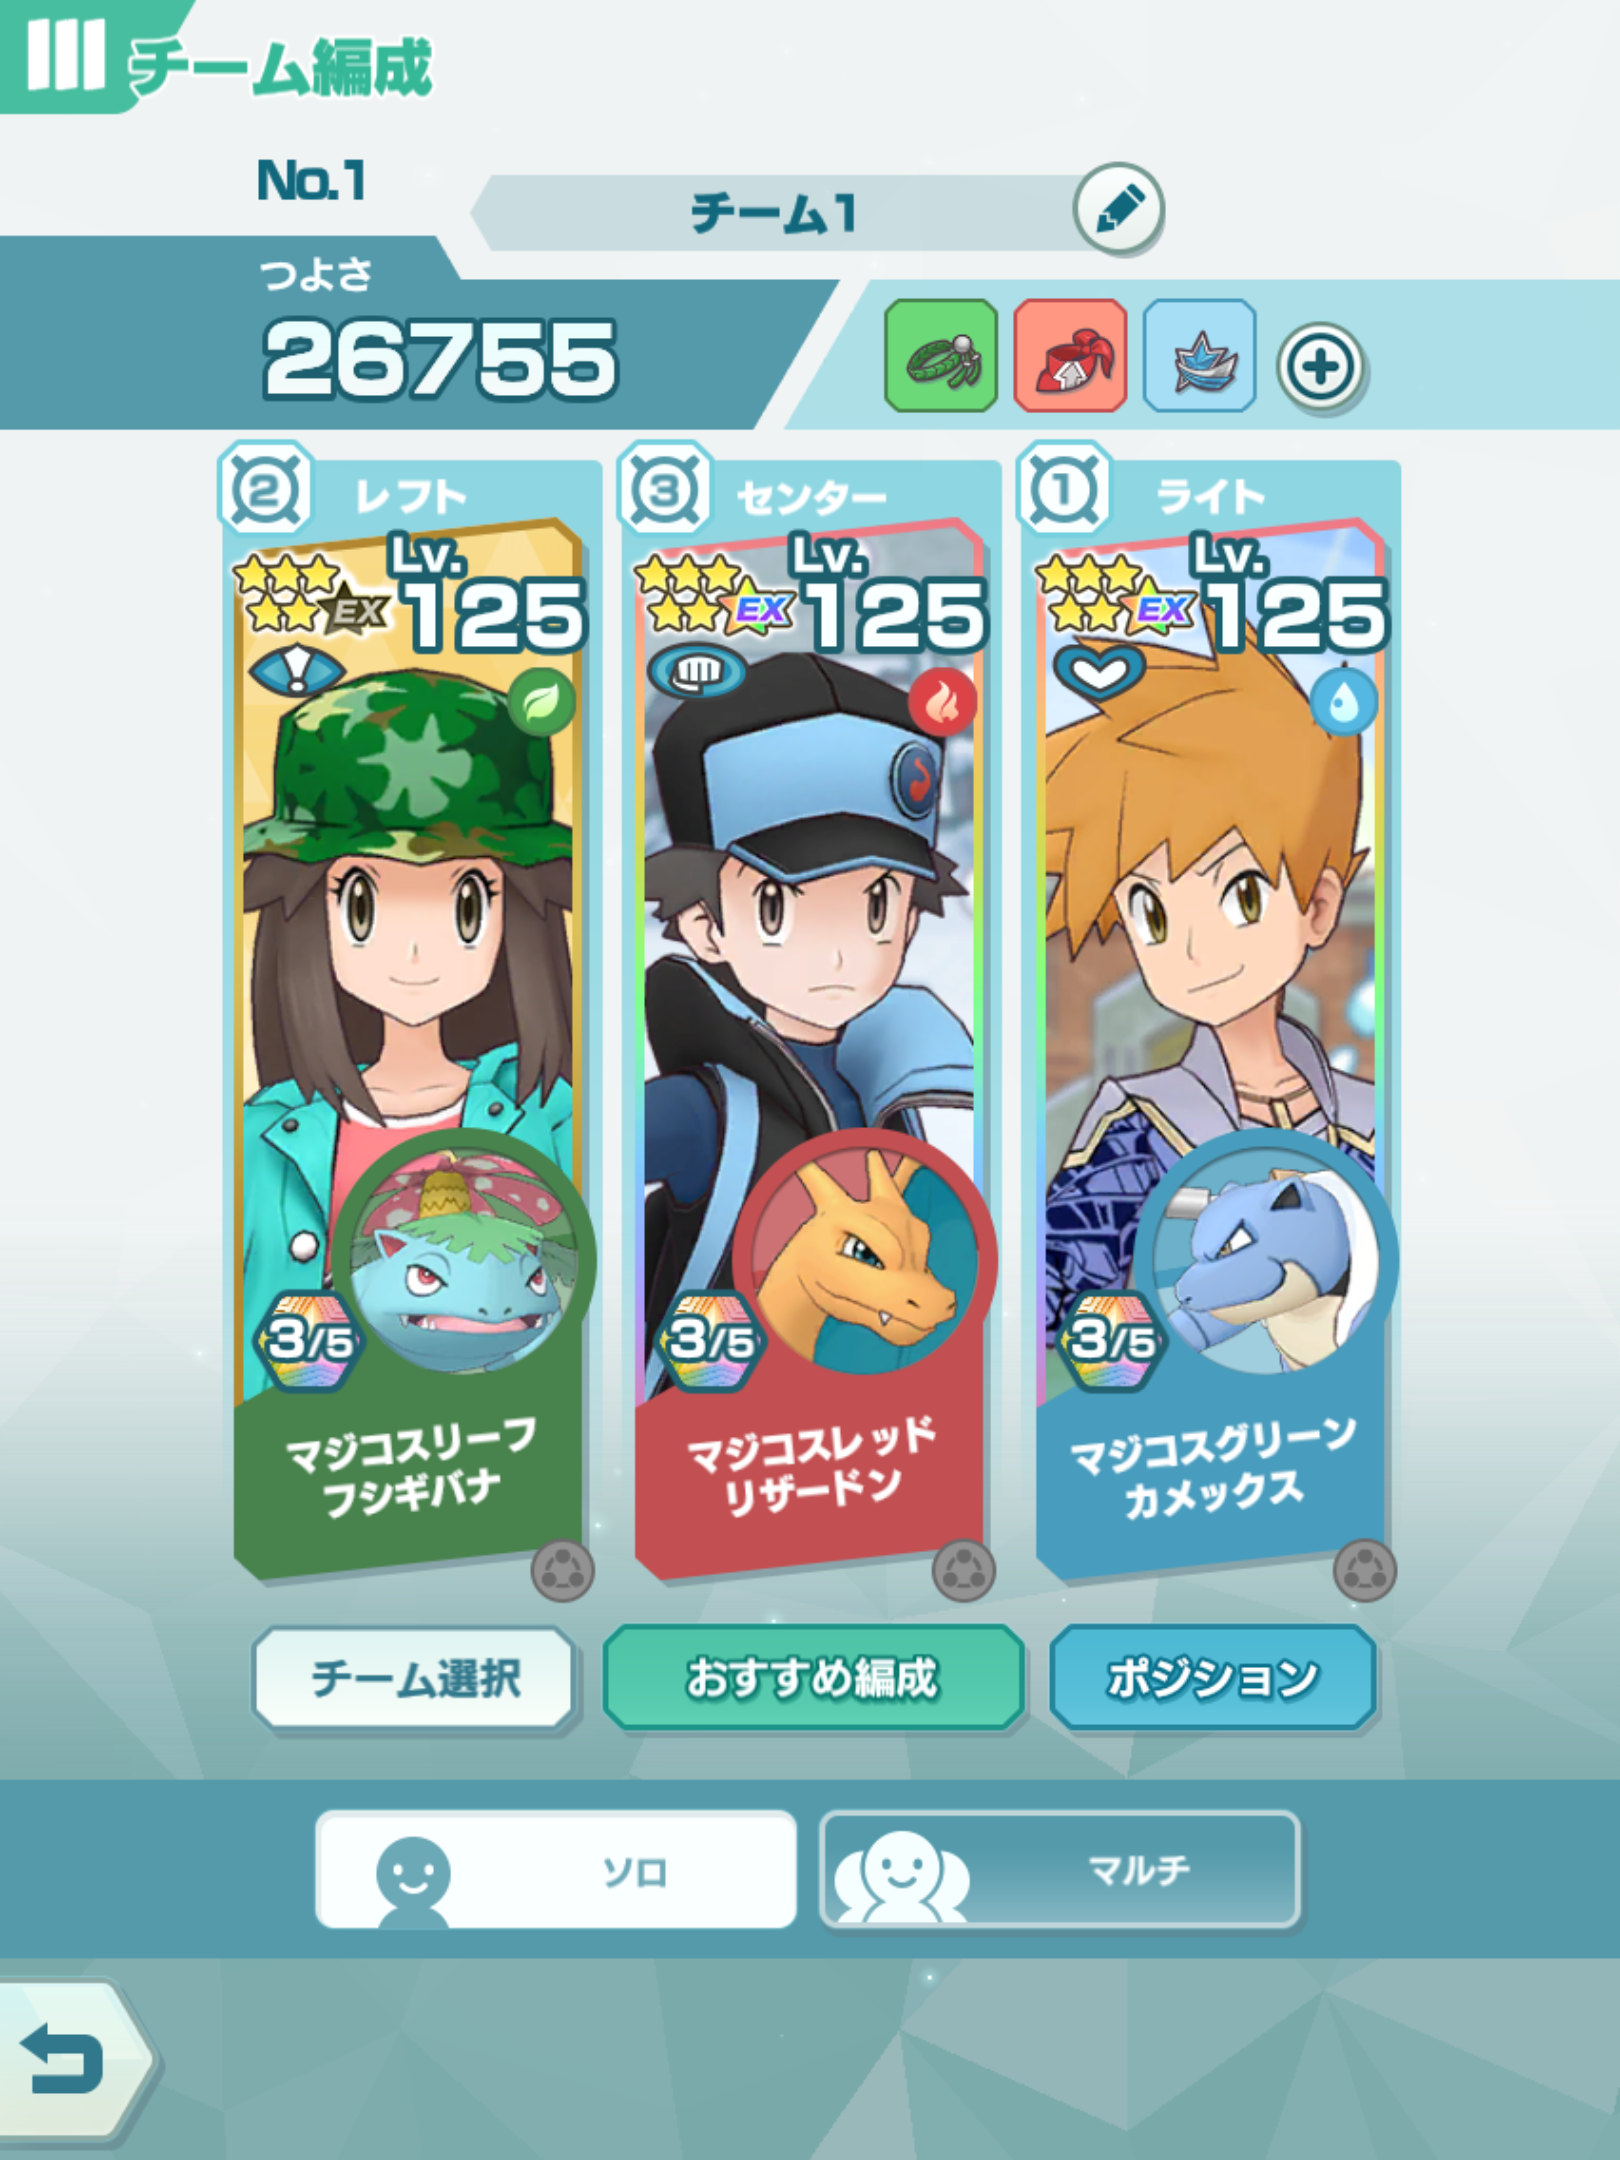 チーム編成
No.1
チーム1
つよさ
26755
2 レフト
3 センター
1 ライト
Lv.
125
EX
Lv.
125
EX
Lv.
125
EX
3/5
3/5
3/5
マジコスリーフ
フシギバナ
マジコスレッド
リザードン
マジコスグリーン
カメックス
チーム選択
おすすめ編成
ポジション
ソロ
マルチ